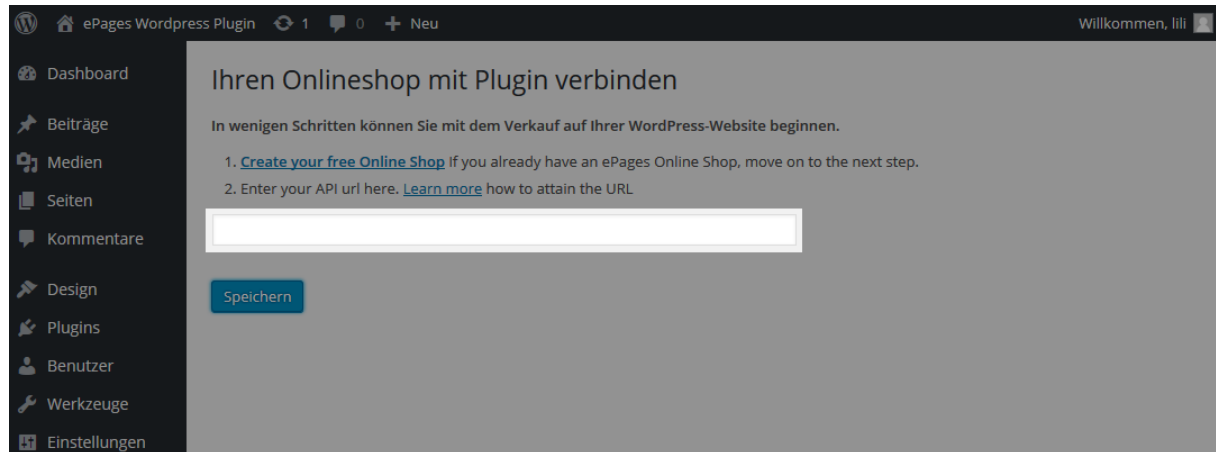 ePages Wordpress Plugin 1 0 + Neu Willkommen, lili
Dashboard
Beiträge
Medien
Seiten
Kommentare
Design
Plugins
Benutzer
Werkzeuge
Einstellungen
Ihren Onlineshop mit Plugin verbinden
In wenigen Schritten können Sie mit dem Verkauf auf Ihrer WordPress-Website beginnen.
1. Create your free Online Shop If you already have an ePages Online Shop, move on to the next step.
2. Enter your API url here. Learn more how to attain the URL
Speichern